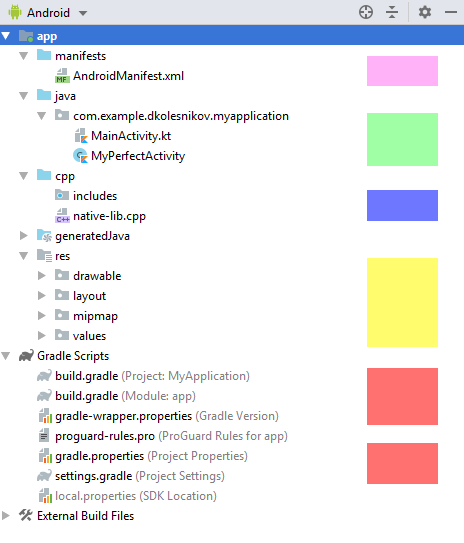 Android
app
manifests
AndroidManifest.xml
MF
java
com.example.dkolesnikov.myapplication
MainActivity.kt
MyPerfectActivity
cpp
includes
native-lib.cpp
C++
generatedJava
res
drawable
layout
mipmap
values
Gradle Scripts
build.gradle (Project: MyApplication)
build.gradle (Module: app)
gradle-wrapper.properties (Gradle Version)
proguard-rules.pro (ProGuard Rules for app)
gradle.properties (Project Properties)
settings.gradle (Project Settings)
local.properties (SDK Location)
External Build Files